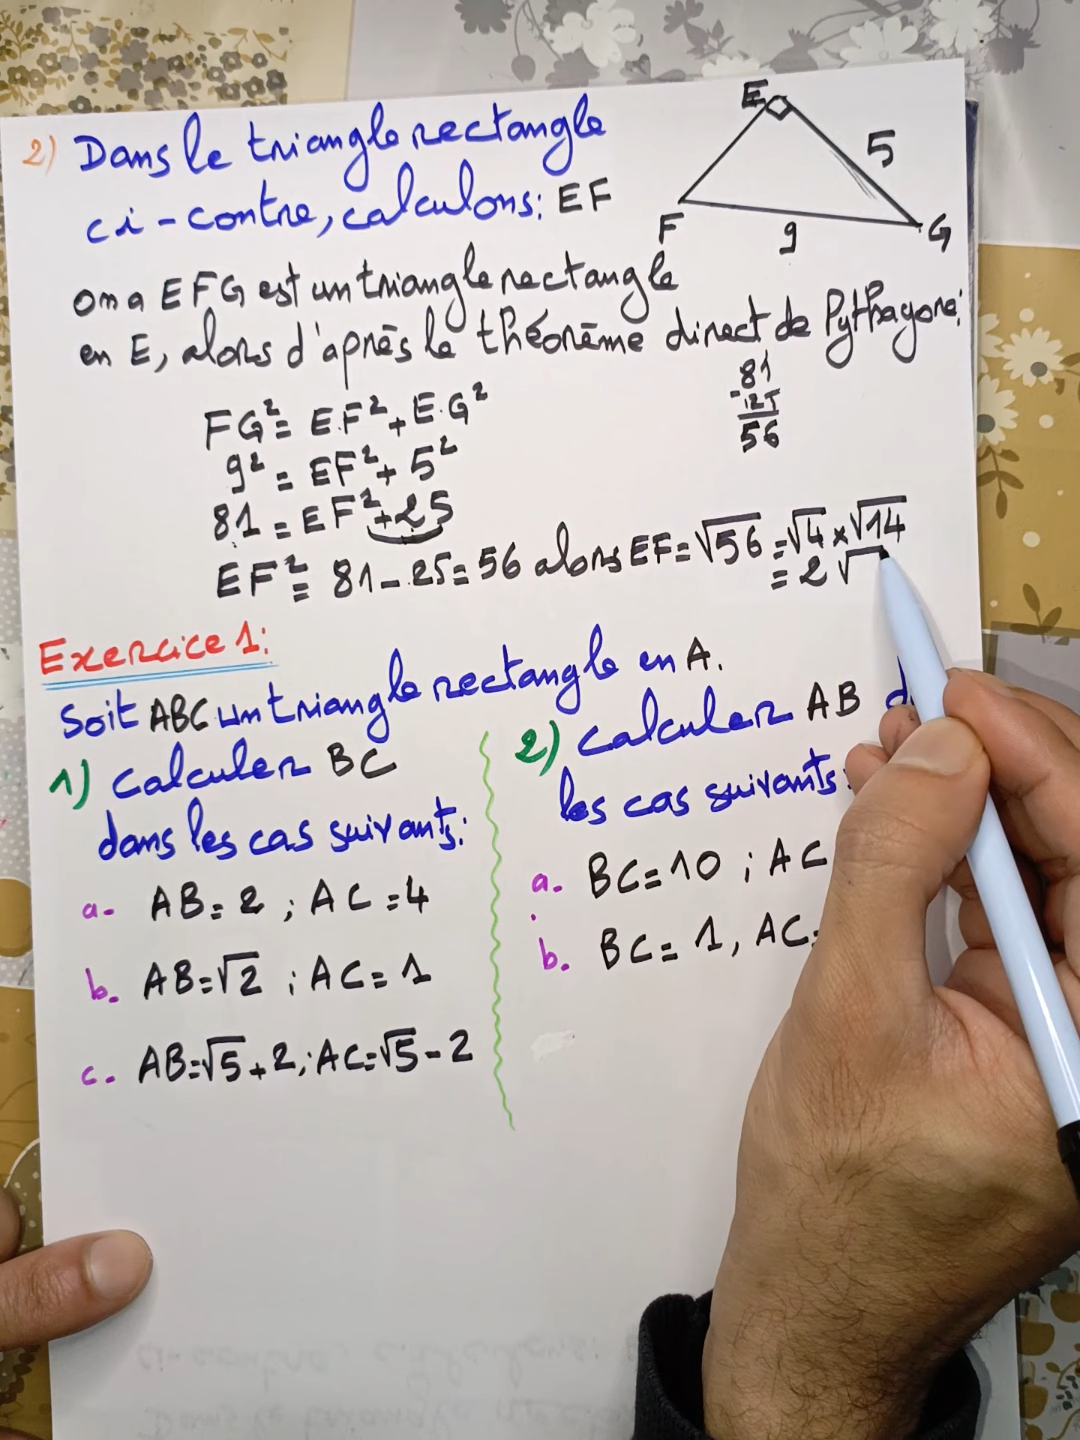 2) Dans le triangle rectangle
ci-contre, calculons: EF
E
5
F
9
G
on a EFG est un triangle rectangle
en E, alors d'après le théorème direct de Pythagore:
FG² = EF² + EG²
9² = EF² + 5²
81 = EF² + 25
EF² = 81 - 25 = 56 alors EF = √56 = √4 × √14
= 2√
81
- 25
56
Exercice 1:
Soit ABC un triangle rectangle en A.
1) calculer BC
dans les cas suivants:
a- AB = 2 ; AC = 4
b. AB = √2 ; AC = 1
c. AB = √5 + 2 ; AC = √5 - 2
2) calculer AB
les cas suivants:
a. BC = 10 ; AC
b. BC = 1, AC =